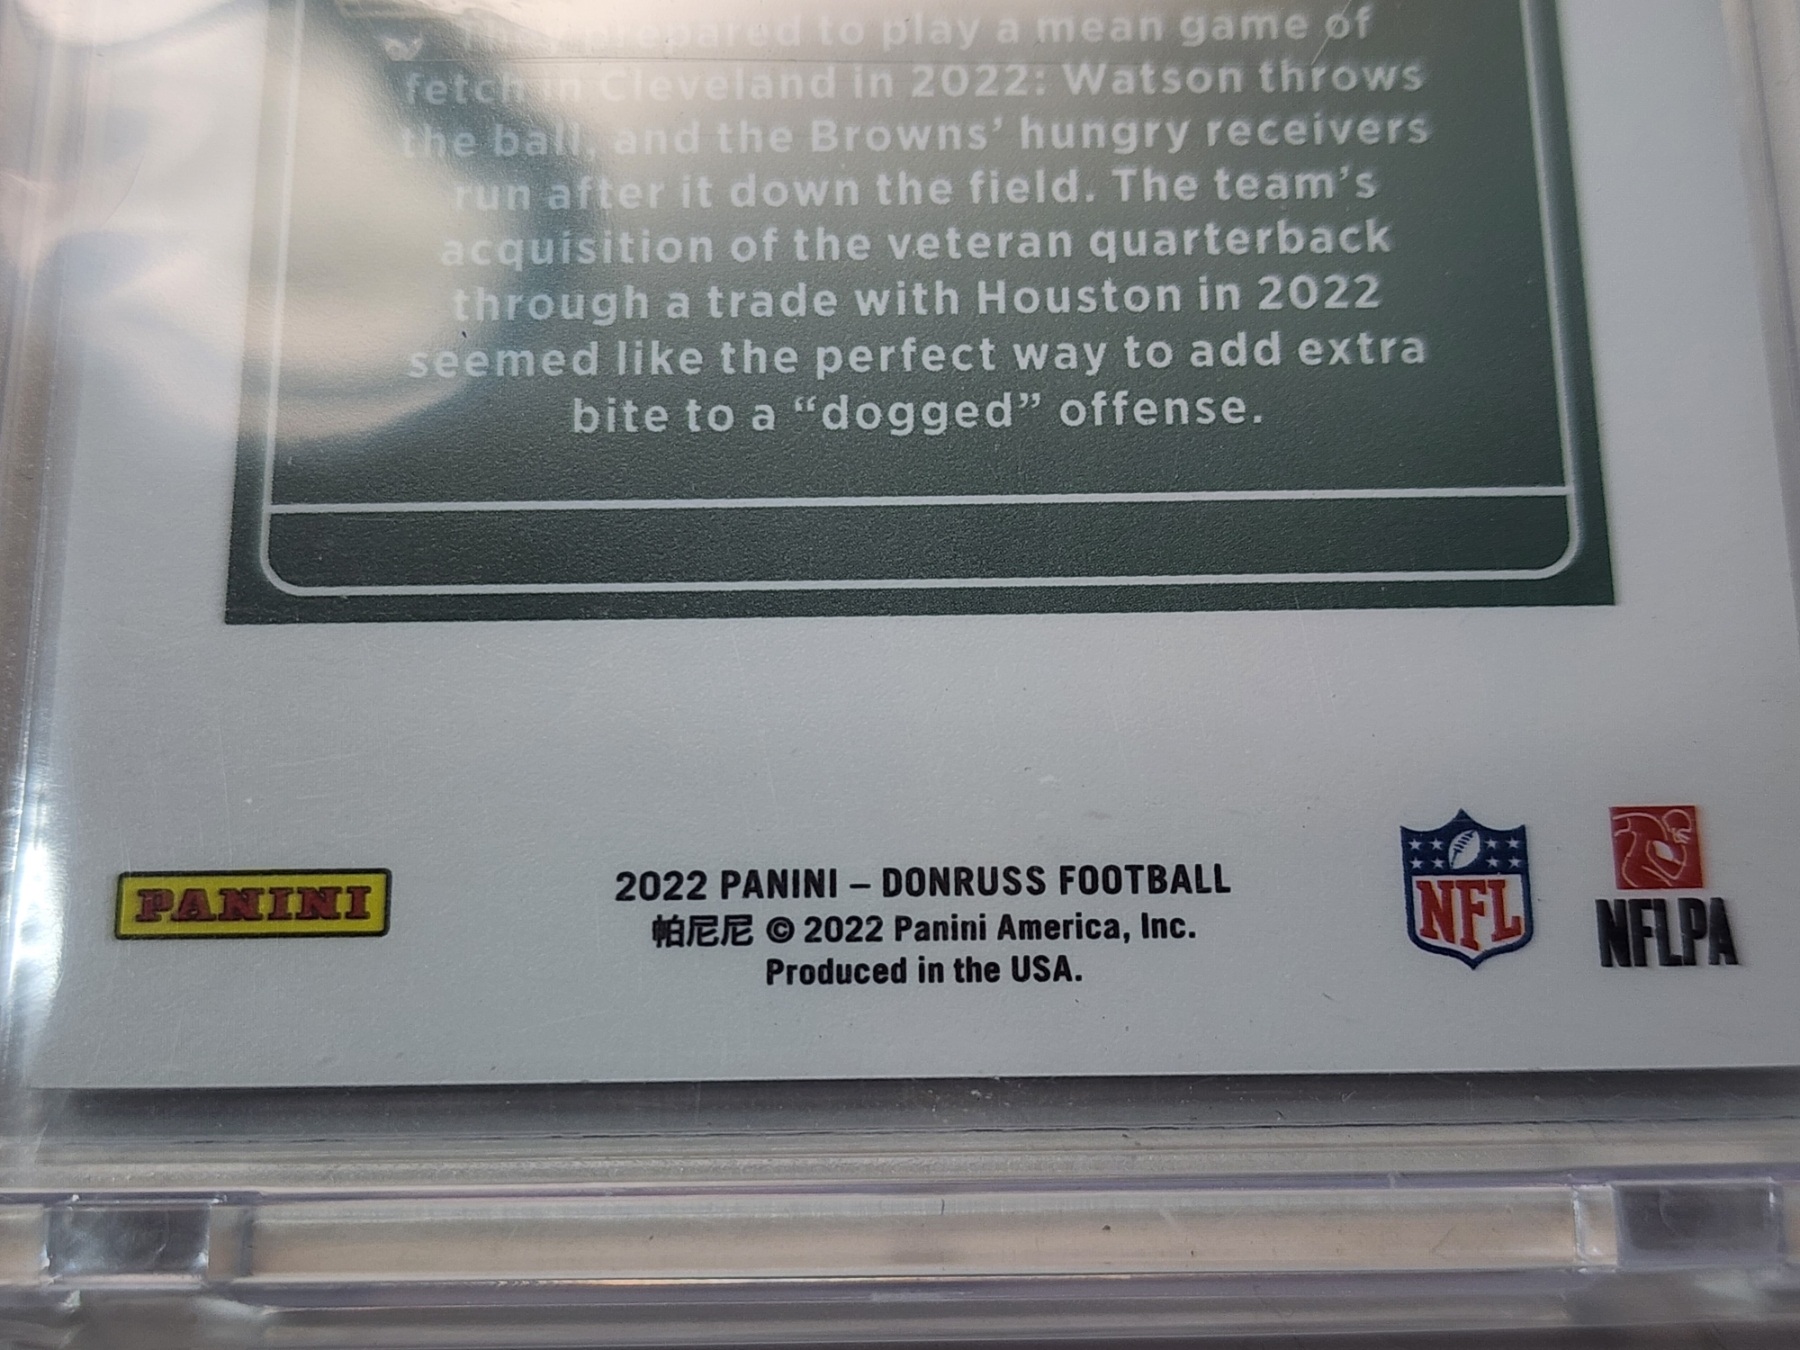 They prepared to play a mean game of
fetch in Cleveland in 2022: Watson throws
the ball, and the Browns’ hungry receivers
run after it down the field. The team’s
acquisition of the veteran quarterback
through a trade with Houston in 2022
seemed like the perfect way to add extra
bite to a “dogged” offense.
PANINI
2022 PANINI – DONRUSS FOOTBALL
帕尼尼 © 2022 Panini America, Inc.
Produced in the USA.
NFL
NFLPA